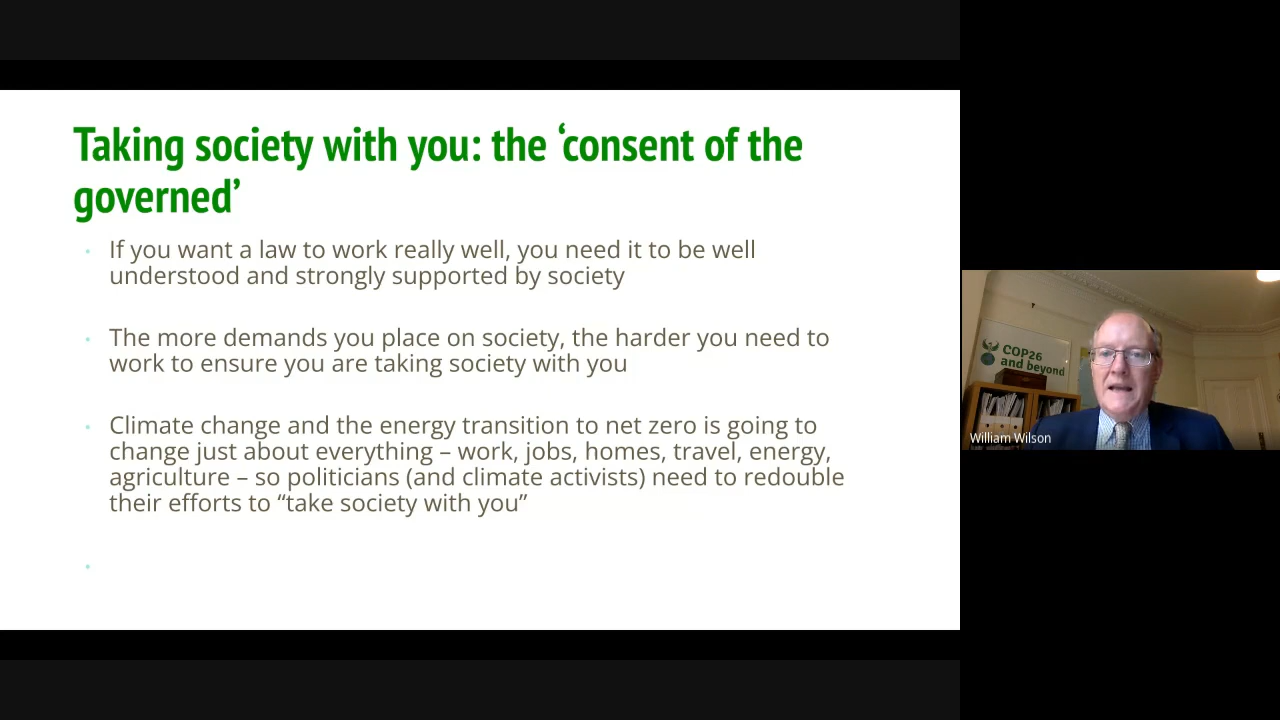 Taking society with you: the ‘consent of the
governed’
If you want a law to work really well, you need it to be well
understood and strongly supported by society
The more demands you place on society, the harder you need to
work to ensure you are taking society with you
Climate change and the energy transition to net zero is going to
change just about everything – work, jobs, homes, travel, energy,
agriculture – so politicians (and climate activists) need to redouble
their efforts to “take society with you”
COP26
and beyond
William Wilson